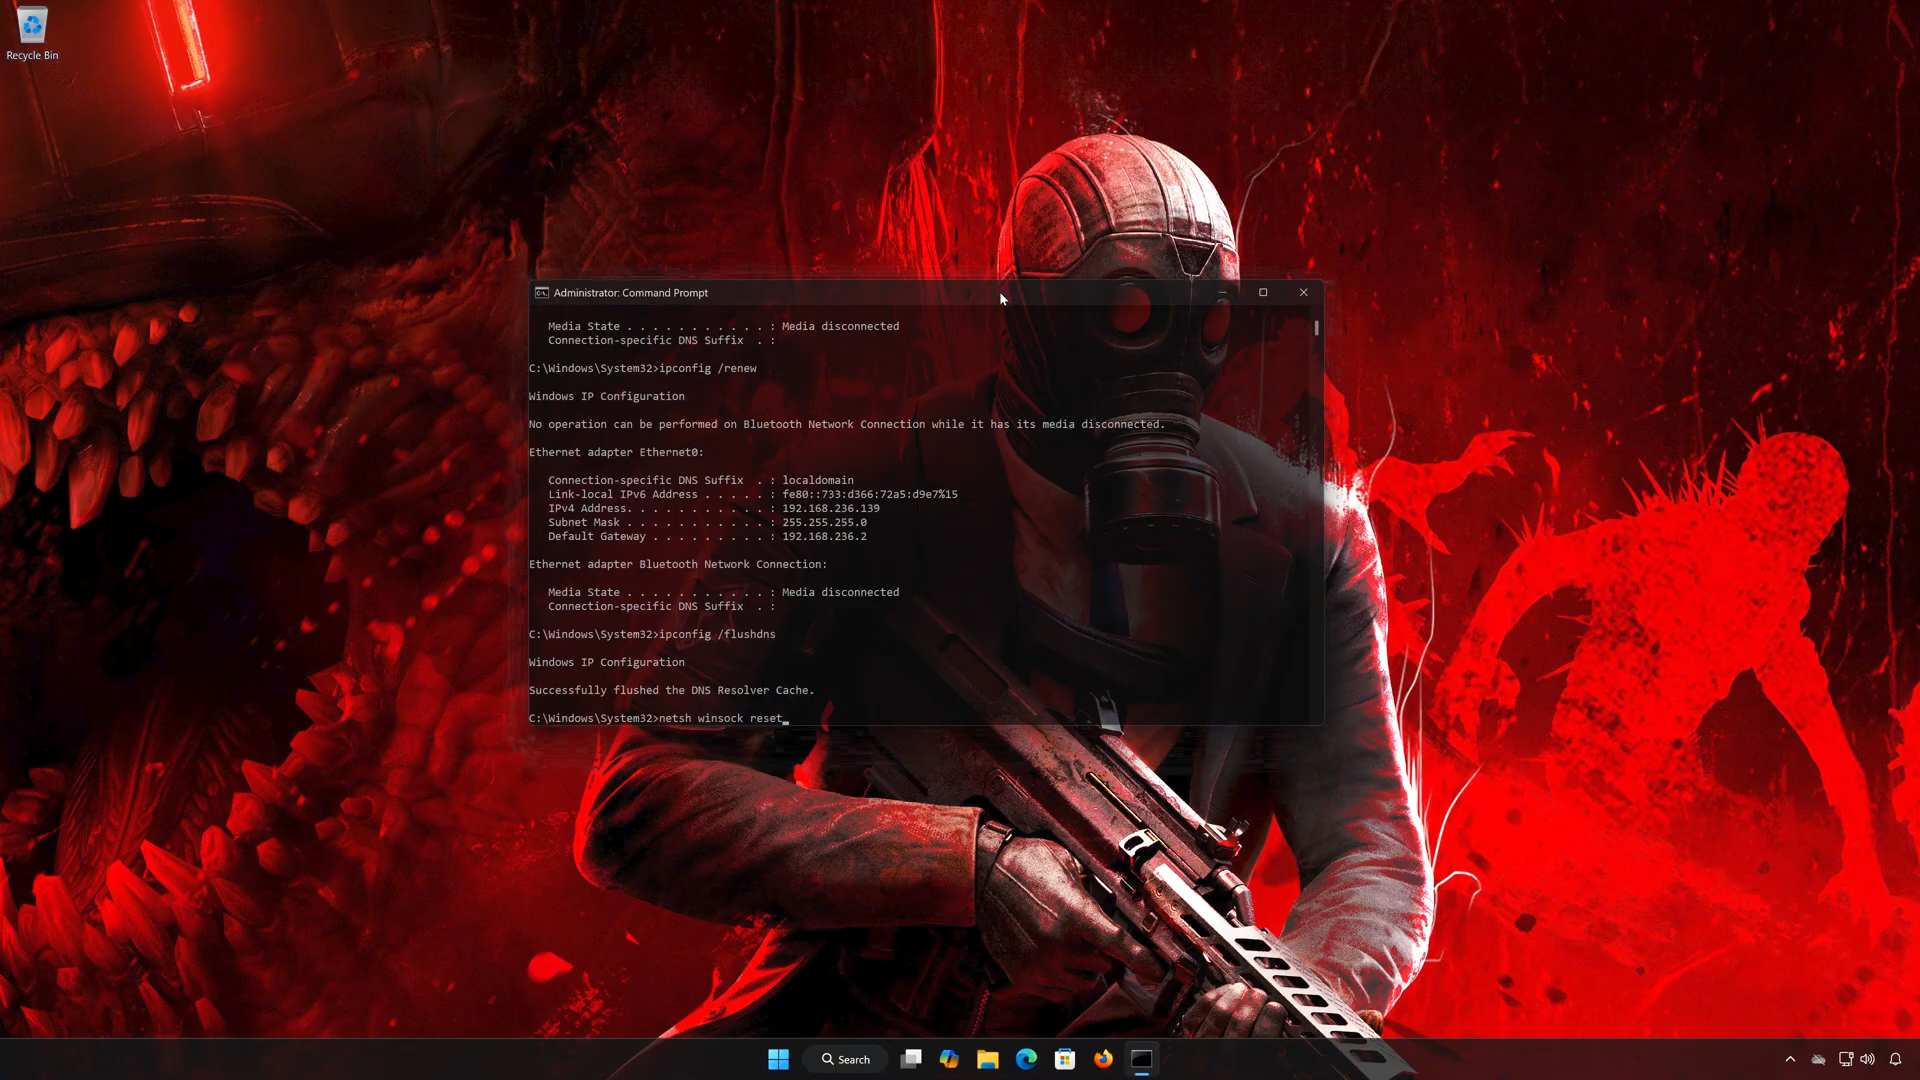 Recycle Bin
Administrator: Command Prompt
Media State . . . . . . . . . . . : Media disconnected
Connection-specific DNS Suffix  . :
C:\Windows\System32>ipconfig /renew
Windows IP Configuration
No operation can be performed on Bluetooth Network Connection while it has its media disconnected.
Ethernet adapter Ethernet0:
Connection-specific DNS Suffix  . : localdomain
Link-local IPv6 Address . . . . . : fe80::733:d366:72a5:d9e7%15
IPv4 Address. . . . . . . . . . . : 192.168.236.139
Subnet Mask . . . . . . . . . . . : 255.255.255.0
Default Gateway . . . . . . . . . : 192.168.236.2
Ethernet adapter Bluetooth Network Connection:
Media State . . . . . . . . . . . : Media disconnected
Connection-specific DNS Suffix  . :
C:\Windows\System32>ipconfig /flushdns
Windows IP Configuration
Successfully flushed the DNS Resolver Cache.
C:\Windows\System32>netsh winsock reset
Search